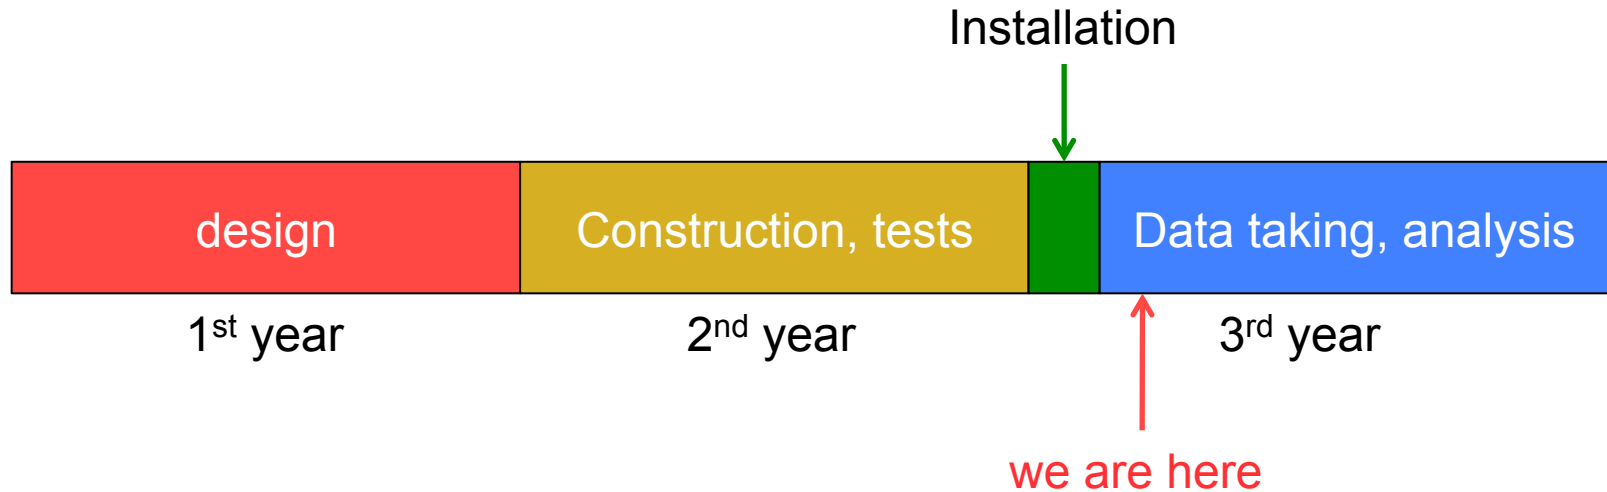 Installation
design
Construction, tests
Data taking, analysis
1st year
2nd year
3rd year
we are here